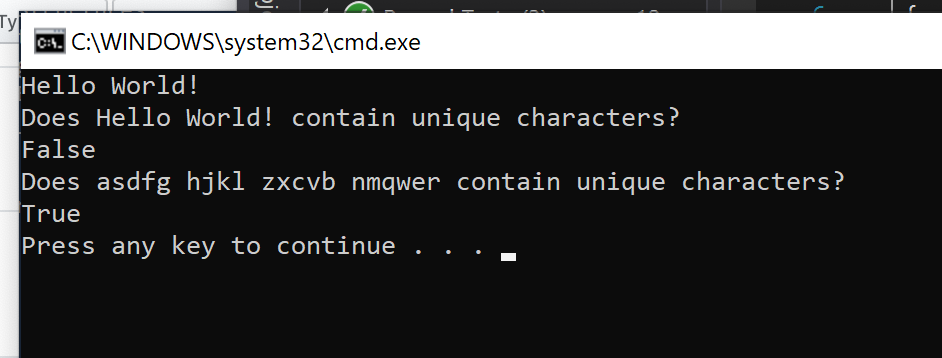 C:\WINDOWS\system32\cmd.exe
Hello World!
Does Hello World! contain unique characters?
False
Does asdfg hjkl zxcvb nmqwer contain unique characters?
True
Press any key to continue . . .